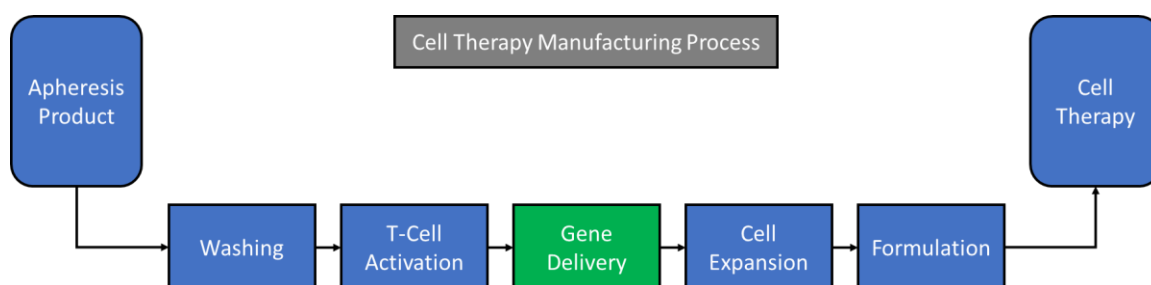 Cell Therapy Manufacturing Process
Apheresis
Product
Washing
T-Cell
Activation
Gene
Delivery
Cell
Expansion
Formulation
Cell
Therapy